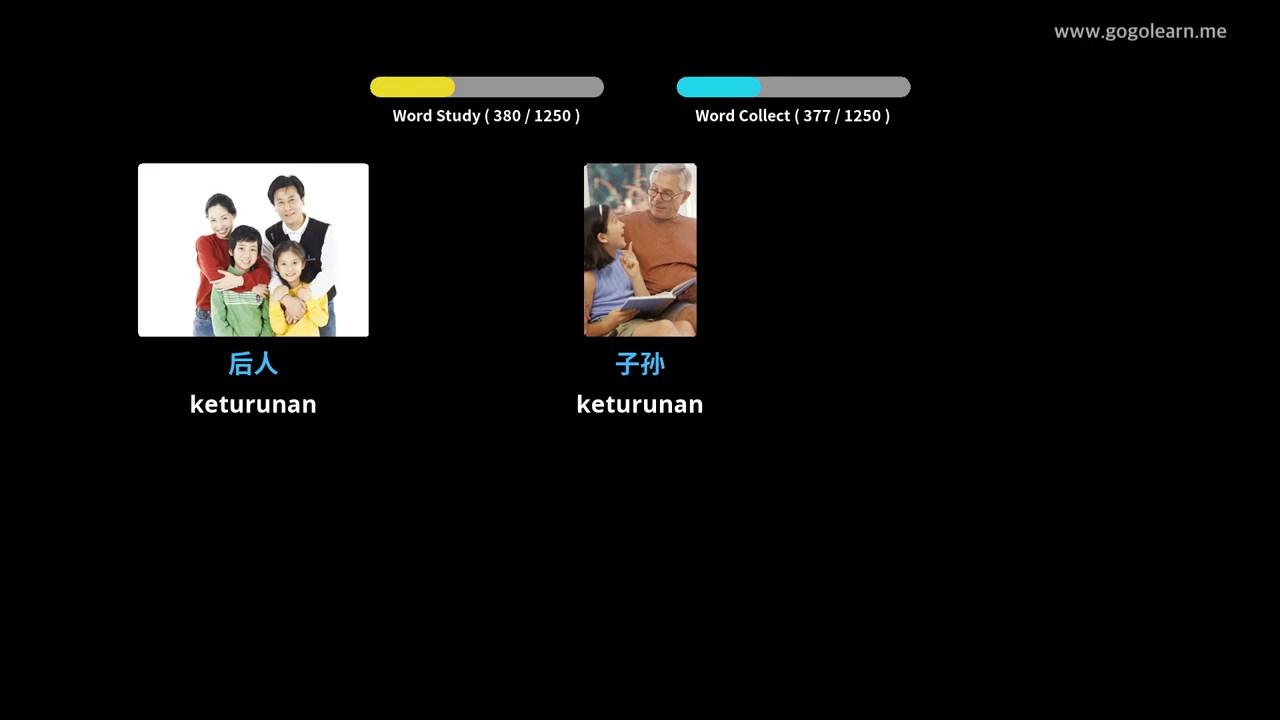 www.gogolearn.me
Word Study ( 380 / 1250 )
Word Collect ( 377 / 1250 )
后人
子孙
keturunan
keturunan